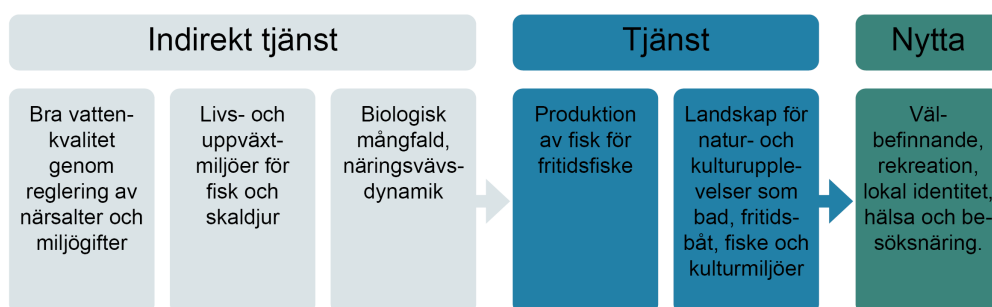 Indirekt tjänst
Tjänst
Nytta
Bra vatten-
kvalitet
genom
reglering av
närsalter och
miljögifter
Livs- och
uppväxt-
miljöer för
fisk och
skaldjur
Biologisk
mångfald,
näringsvävs-
dynamik
Produktion
av fisk för
fritidsfiske
Landskap för
natur- och
kulturupple-
velser som
bad, fritids-
båt, fiske och
kulturmiljöer
Väl-
befinnande,
rekreation,
lokal identitet,
hälsa och be-
söksnäring.